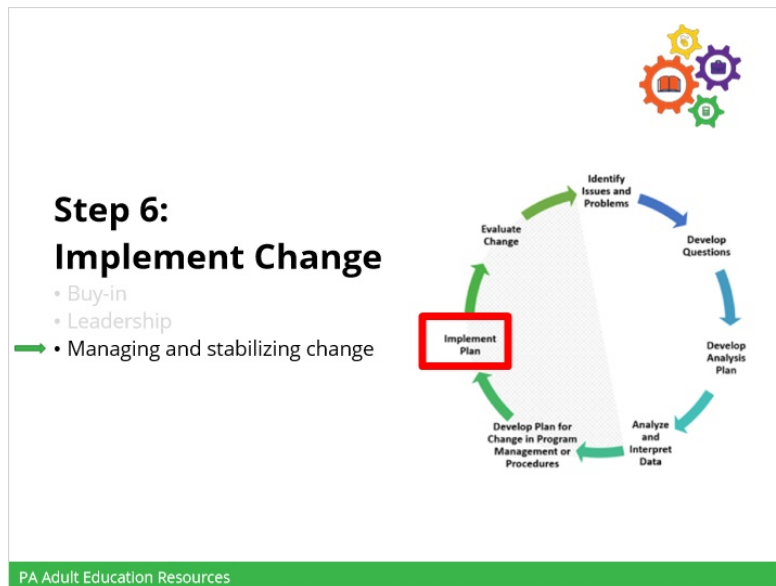 Step 6:
Implement Change
• Buy-in
• Leadership
• Managing and stabilizing change
Identify
Issues and
Problems
Develop
Questions
Develop
Analysis
Plan
Analyze
and
Interpret
Data
Develop Plan for
Change in Program
Management or
Procedures
Implement
Plan
Evaluate
Change
PA Adult Education Resources